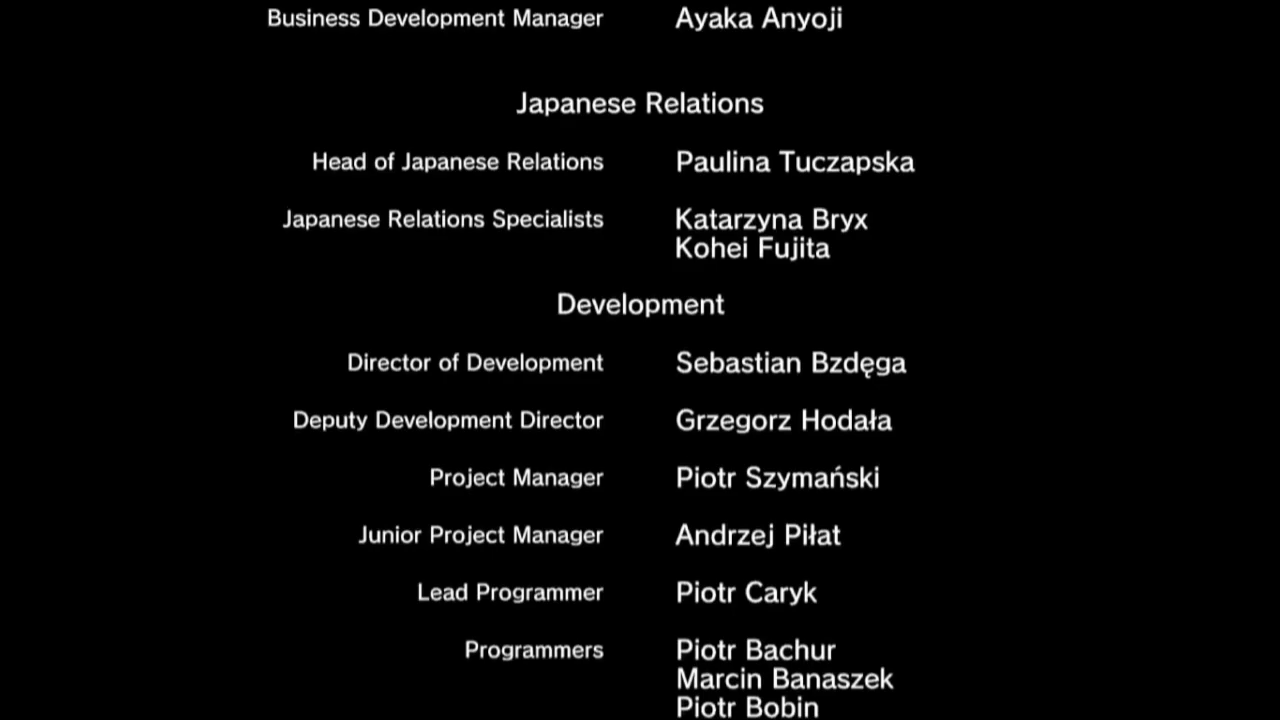 Business Development Manager Ayaka Anyoji
Japanese Relations
Head of Japanese Relations Paulina Tuczapska
Japanese Relations Specialists Katarzyna Bryx
Kohei Fujita
Development
Director of Development Sebastian Bzdęga
Deputy Development Director Grzegorz Hodała
Project Manager Piotr Szymański
Junior Project Manager Andrzej Piłat
Lead Programmer Piotr Caryk
Programmers Piotr Bachur
Marcin Banaszek
Piotr Bobin